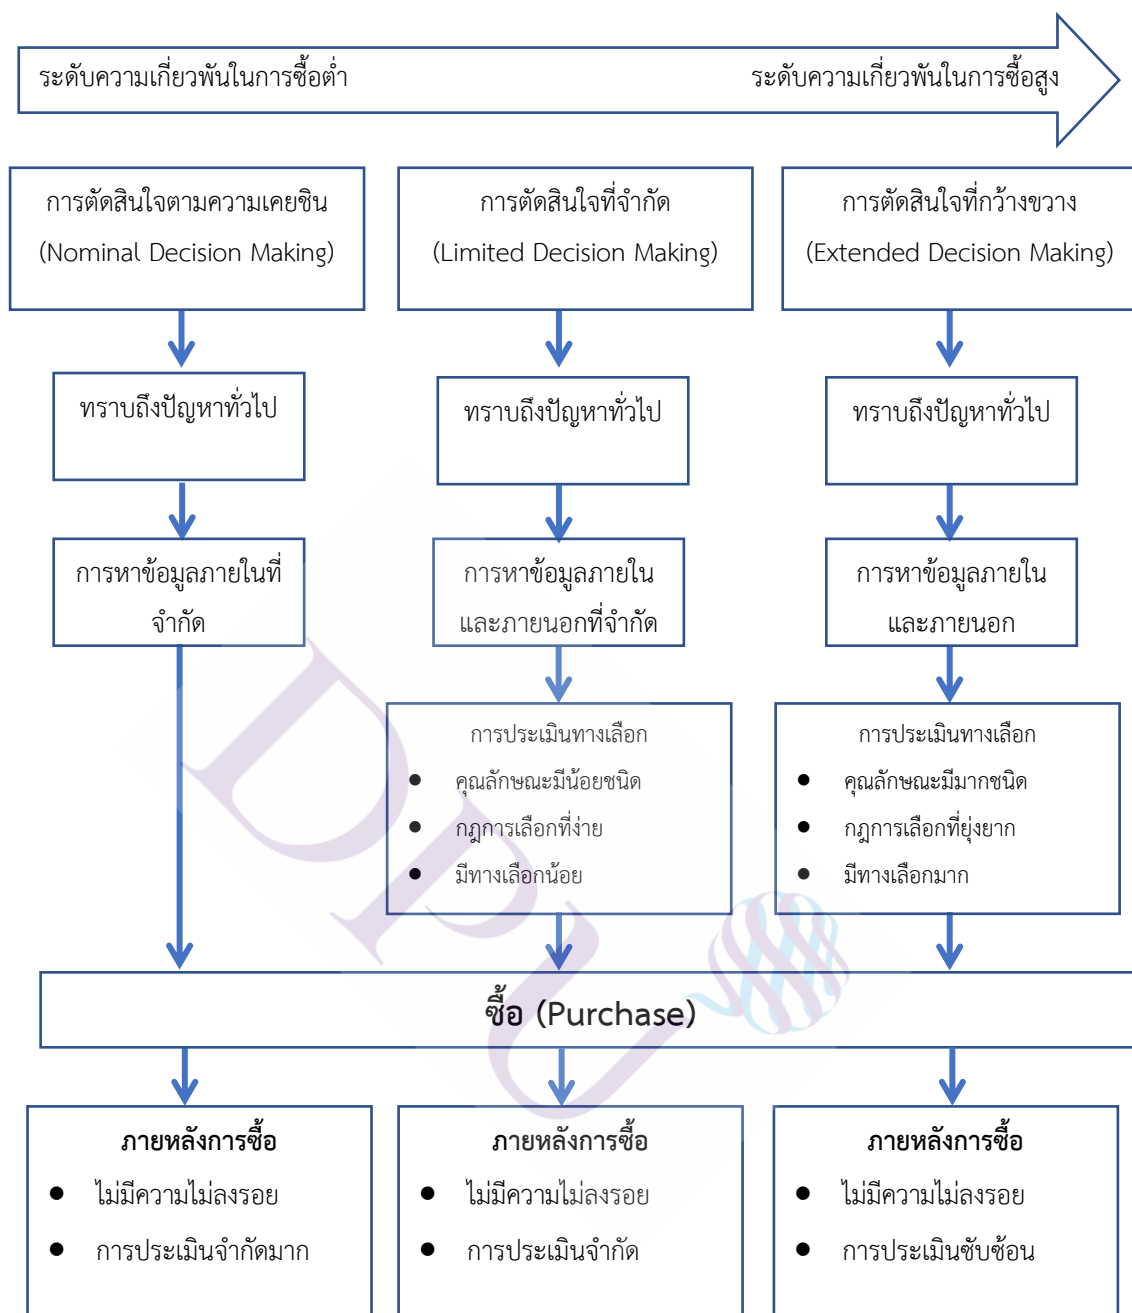 ระดับความเกี่ยวพันในการซื้อต่ำ
ระดับความเกี่ยวพันในการซื้อสูง
การตัดสินใจตามความเคยชิน
(Nominal Decision Making)
การตัดสินใจที่จำกัด
(Limited Decision Making)
การตัดสินใจที่กว้างขวาง
(Extended Decision Making)
ทราบถึงปัญหาทั่วไป
ทราบถึงปัญหาทั่วไป
ทราบถึงปัญหาทั่วไป
การหาข้อมูลภายในที่
จำกัด
การหาข้อมูลภายใน
และภายนอกที่จำกัด
การหาข้อมูลภายใน
และภายนอก
การประเมินทางเลือก
● คุณลักษณะมีน้อยชนิด
● กฎการเลือกที่ง่าย
● มีทางเลือกน้อย
การประเมินทางเลือก
● คุณลักษณะมีมากชนิด
● กฎการเลือกที่ยุ่งยาก
● มีทางเลือกมาก
DPU
ซื้อ (Purchase)
ภายหลังการซื้อ
● ไม่มีความไม่ลงรอย
● การประเมินจำกัดมาก
ภายหลังการซื้อ
● ไม่มีความไม่ลงรอย
● การประเมินจำกัด
ภายหลังการซื้อ
● ไม่มีความไม่ลงรอย
● การประเมินซับซ้อน